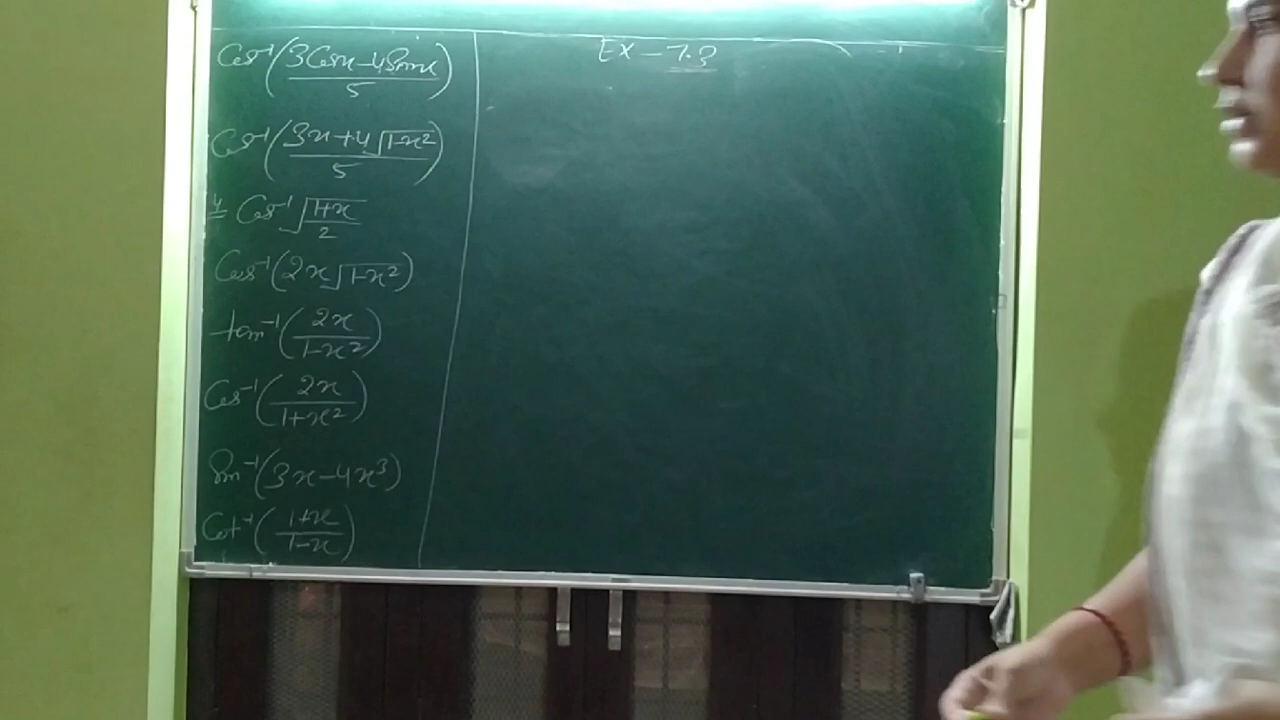 Cos⁻¹((3Cosx-4Sinx)/5)
Cos⁻¹((3x+4√(1-x²))/5)
Cos⁻¹√((1+x)/2)
Cos⁻¹(2x√(1-x²))
tan⁻¹(2x/(1-x²))
Cos⁻¹(2x/(1+x²))
Sin⁻¹(3x-4x³)
Cot⁻¹((1+x)/(1-x))
EX-7.3